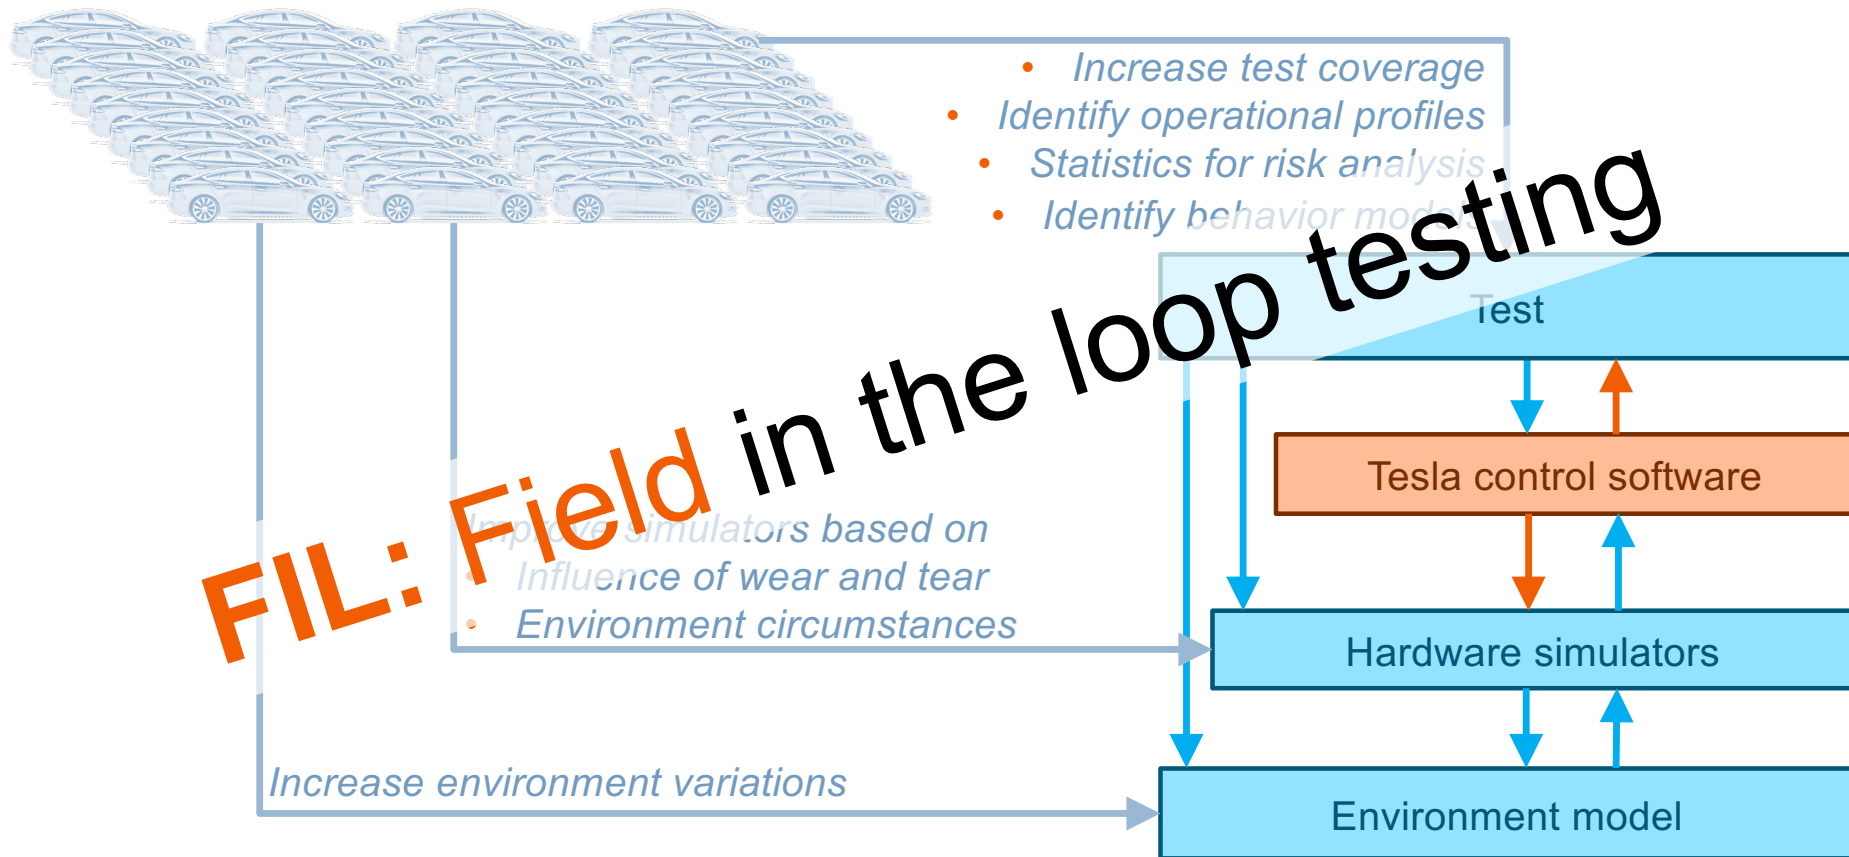 • Increase test coverage
• Identify operational profiles
• Statistics for risk analysis
• Identify behavior models
FIL: Field in the loop testing
Test
Tesla control software
Improve simulators based on
• Influence of wear and tear
• Environment circumstances
Hardware simulators
Increase environment variations
Environment model